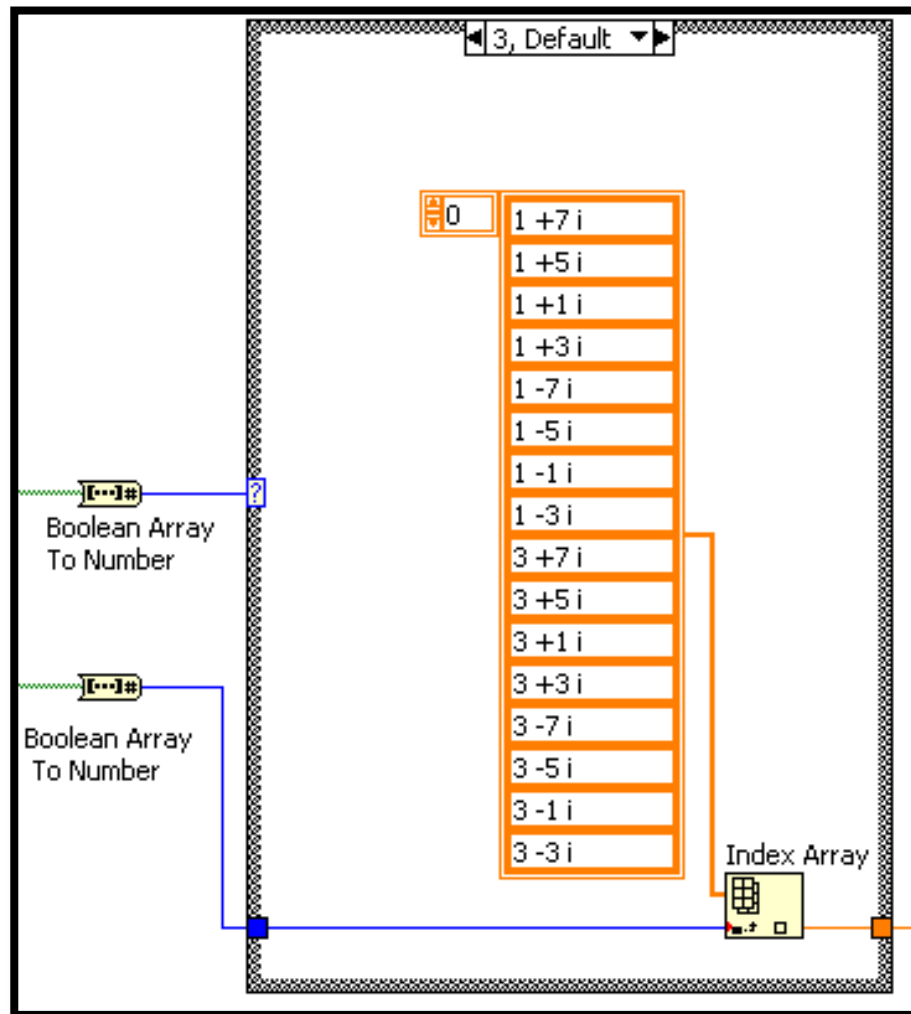 3, Default
0
1 +7 i
1 +5 i
1 +1 i
1 +3 i
1 -7 i
1 -5 i
1 -1 i
1 -3 i
3 +7 i
3 +5 i
3 +1 i
3 +3 i
3 -7 i
3 -5 i
3 -1 i
3 -3 i
[...]#
?
Boolean Array
To Number
[...]#
Boolean Array
To Number
Index Array